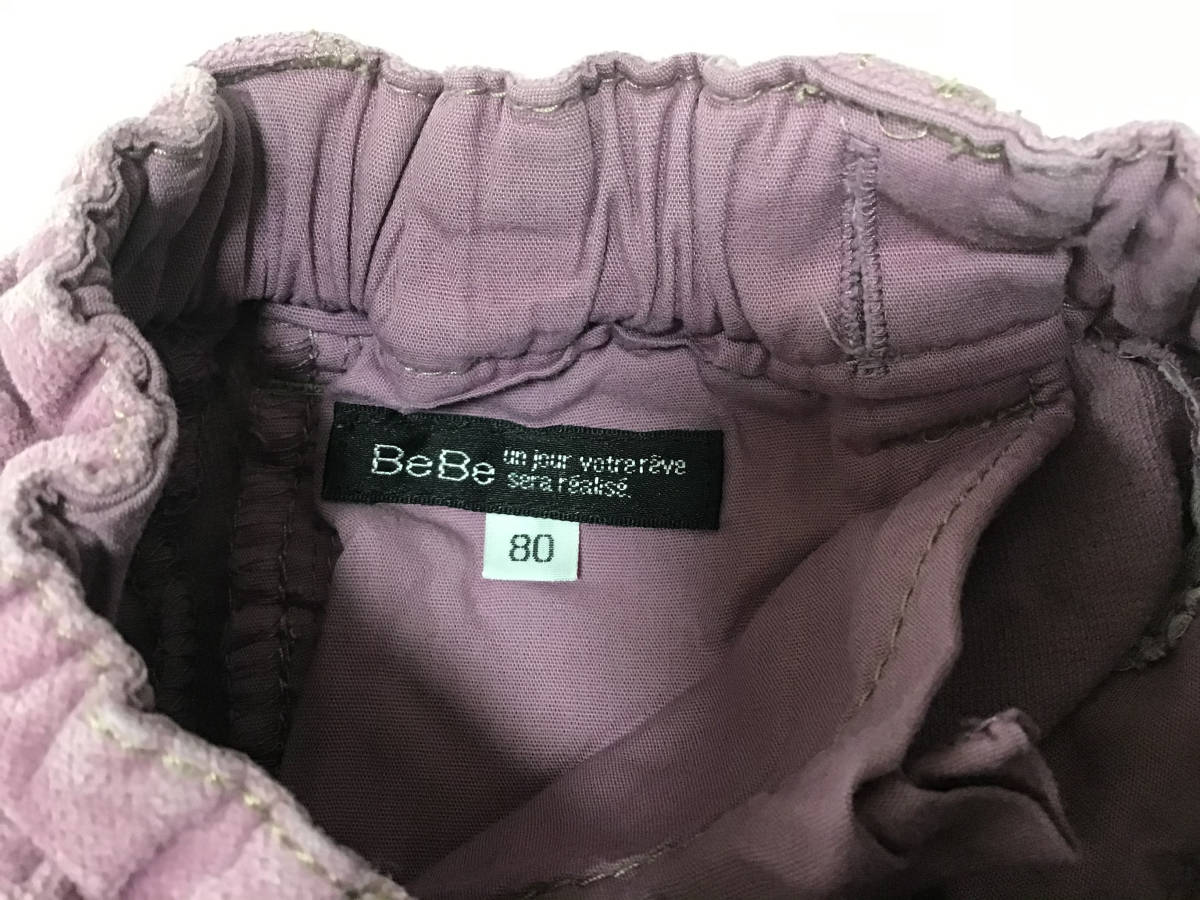 BeBe
un jour votre rêve
sera réalisé.
80